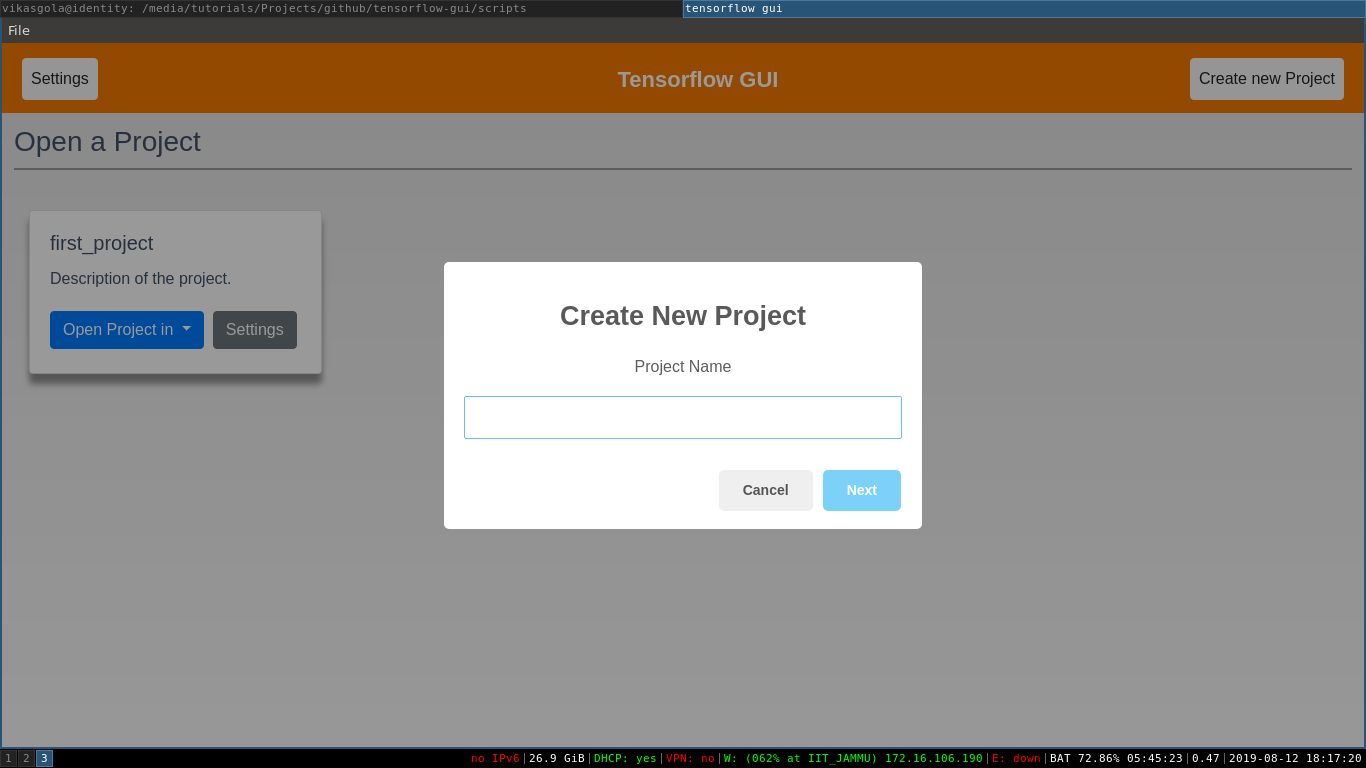 vikasgola@identity: /media/tutorials/Projects/github/tensorflow-gui/scripts
tensorflow gui
File
Settings
Tensorflow GUI
Create new Project
Open a Project
first_project
Description of the project.
Open Project in
Settings
Create New Project
Project Name
Cancel
Next
1 2 3
no IPv6|26.9 GiB|DHCP: yes|VPN: no|W: (062% at IIT_JAMMU) 172.16.106.190|E: down|BAT 72.86% 05:45:23|0.47|2019-08-12 18:17:20